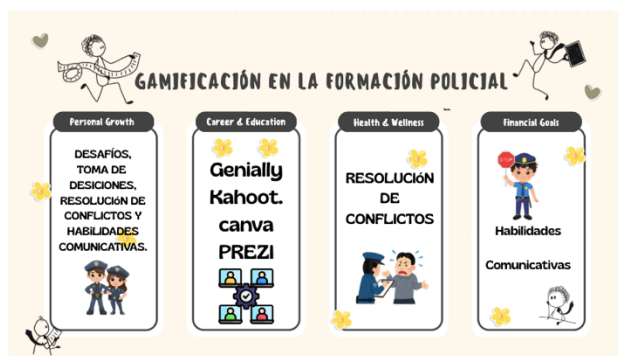 GAMIFICACIÓN EN LA FORMACIÓN POLICIAL
Personal Growth
DESAFÍOS,
TOMA DE
DESICIONES,
RESOLUCIÓN DE
CONFLICTOS Y
HABILIDADES
COMUNICATIVAS.
Career & Education
Genially
Kahoot.
canva
PREZI
Health & Wellness
RESOLUCIÓN
DE
CONFLICTOS
Financial Goals
STOP
Habilidades
Comunicativas